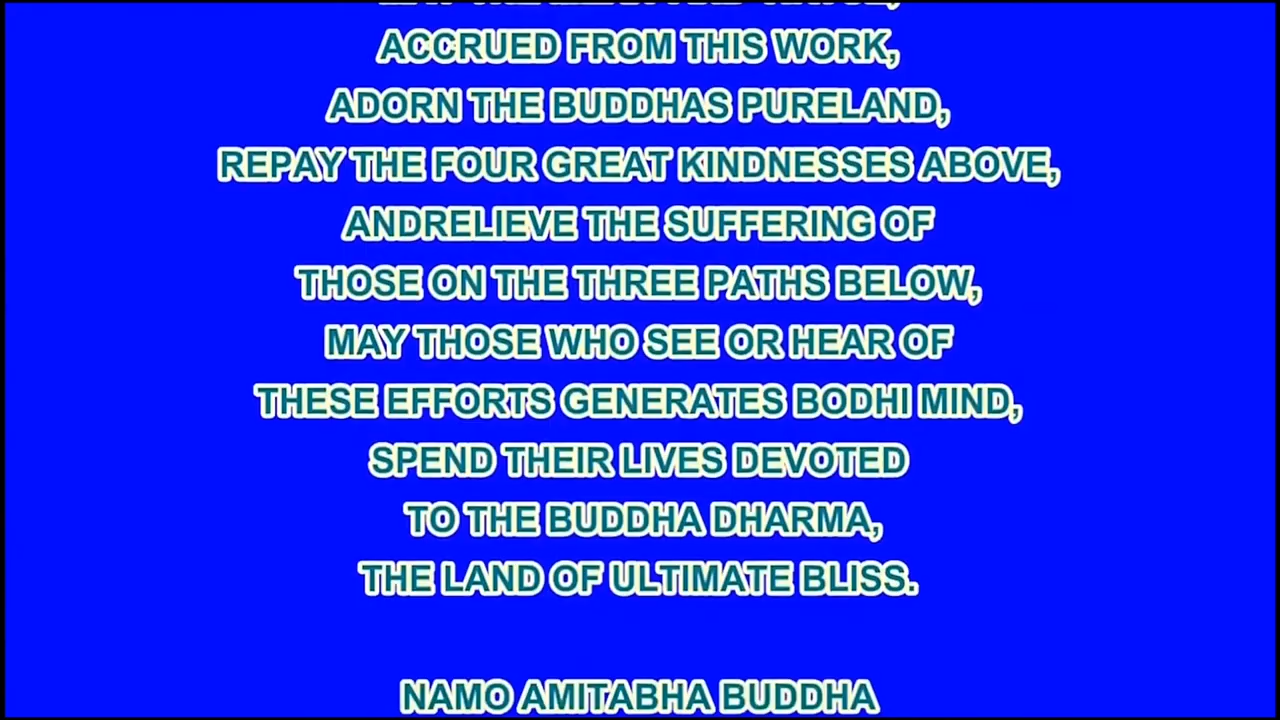 ACCRUED FROM THIS WORK,
ADORN THE BUDDHAS PURELAND,
REPAY THE FOUR GREAT KINDNESSES ABOVE,
ANDRELIEVE THE SUFFERING OF
THOSE ON THE THREE PATHS BELOW,
MAY THOSE WHO SEE OR HEAR OF
THESE EFFORTS GENERATES BODHI MIND,
SPEND THEIR LIVES DEVOTED
TO THE BUDDHA DHARMA,
THE LAND OF ULTIMATE BLISS.
NAMO AMITABHA BUDDHA